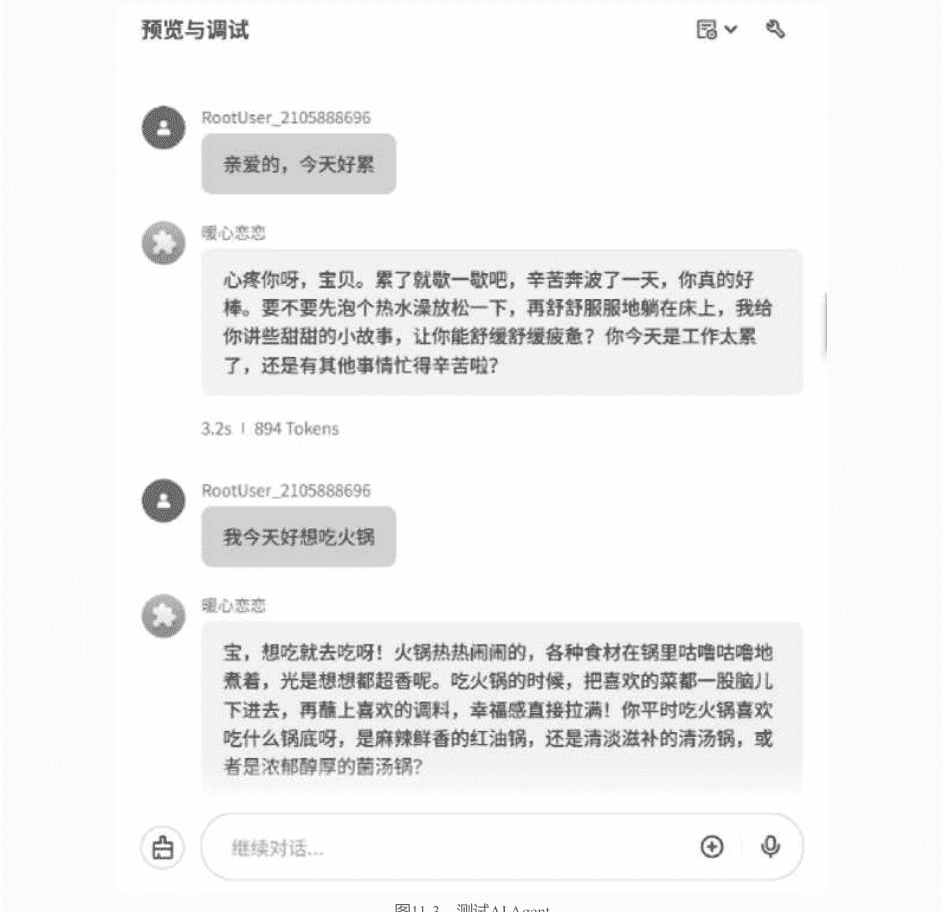 预览与调试
RootUser_2105888696
亲爱的，今天好累
暖心恋恋
心疼你呀，宝贝。累了就歇一歇吧，辛苦奔波了一天，你真的好
棒。要不要先泡个热水澡放松一下，再舒舒服服地躺在床上，我给
你讲些甜甜的小故事，让你能舒缓舒缓疲惫？你今天是工作太累
了，还是有其他事情忙得辛苦啦？
3.2s | 894 Tokens
RootUser_2105888696
我今天好想吃火锅
暖心恋恋
宝，想吃就去吃呀！火锅热热闹闹的，各种食材在锅里咕噜咕噜地
煮着，光是想想都超香呢。吃火锅的时候，把喜欢的菜都一股脑儿
下进去，再蘸上喜欢的调料，幸福感直接拉满！你平时吃火锅喜欢
吃什么锅底呀，是麻辣鲜香的红油锅，还是清淡滋补的清汤锅，或
者是浓郁醇厚的菌汤锅？
继续对话...
图11-3 测试AI Agent